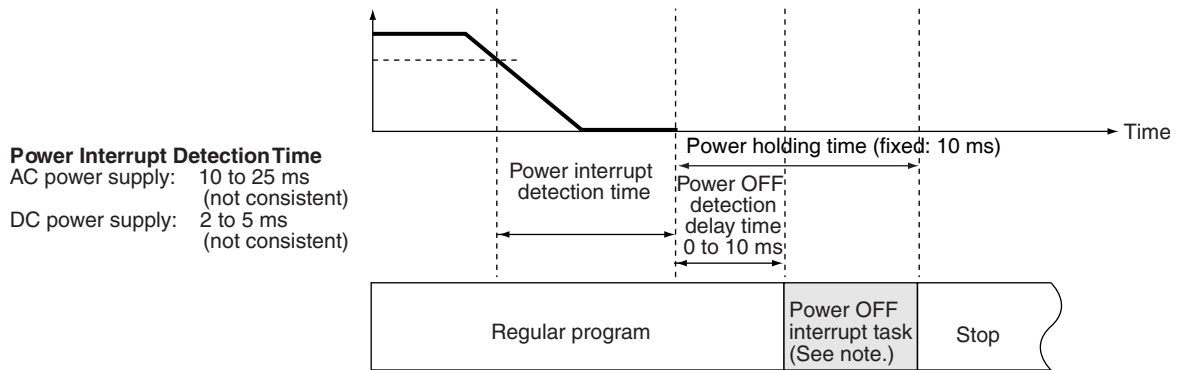 Time
Power Interrupt Detection Time
AC power supply: 10 to 25 ms
(not consistent)
DC power supply: 2 to 5 ms
(not consistent)
Power interrupt
detection time
Power holding time (fixed: 10 ms)
Power OFF
detection
delay time
0 to 10 ms
Regular program
Power OFF
interrupt task
(See note.)
Stop